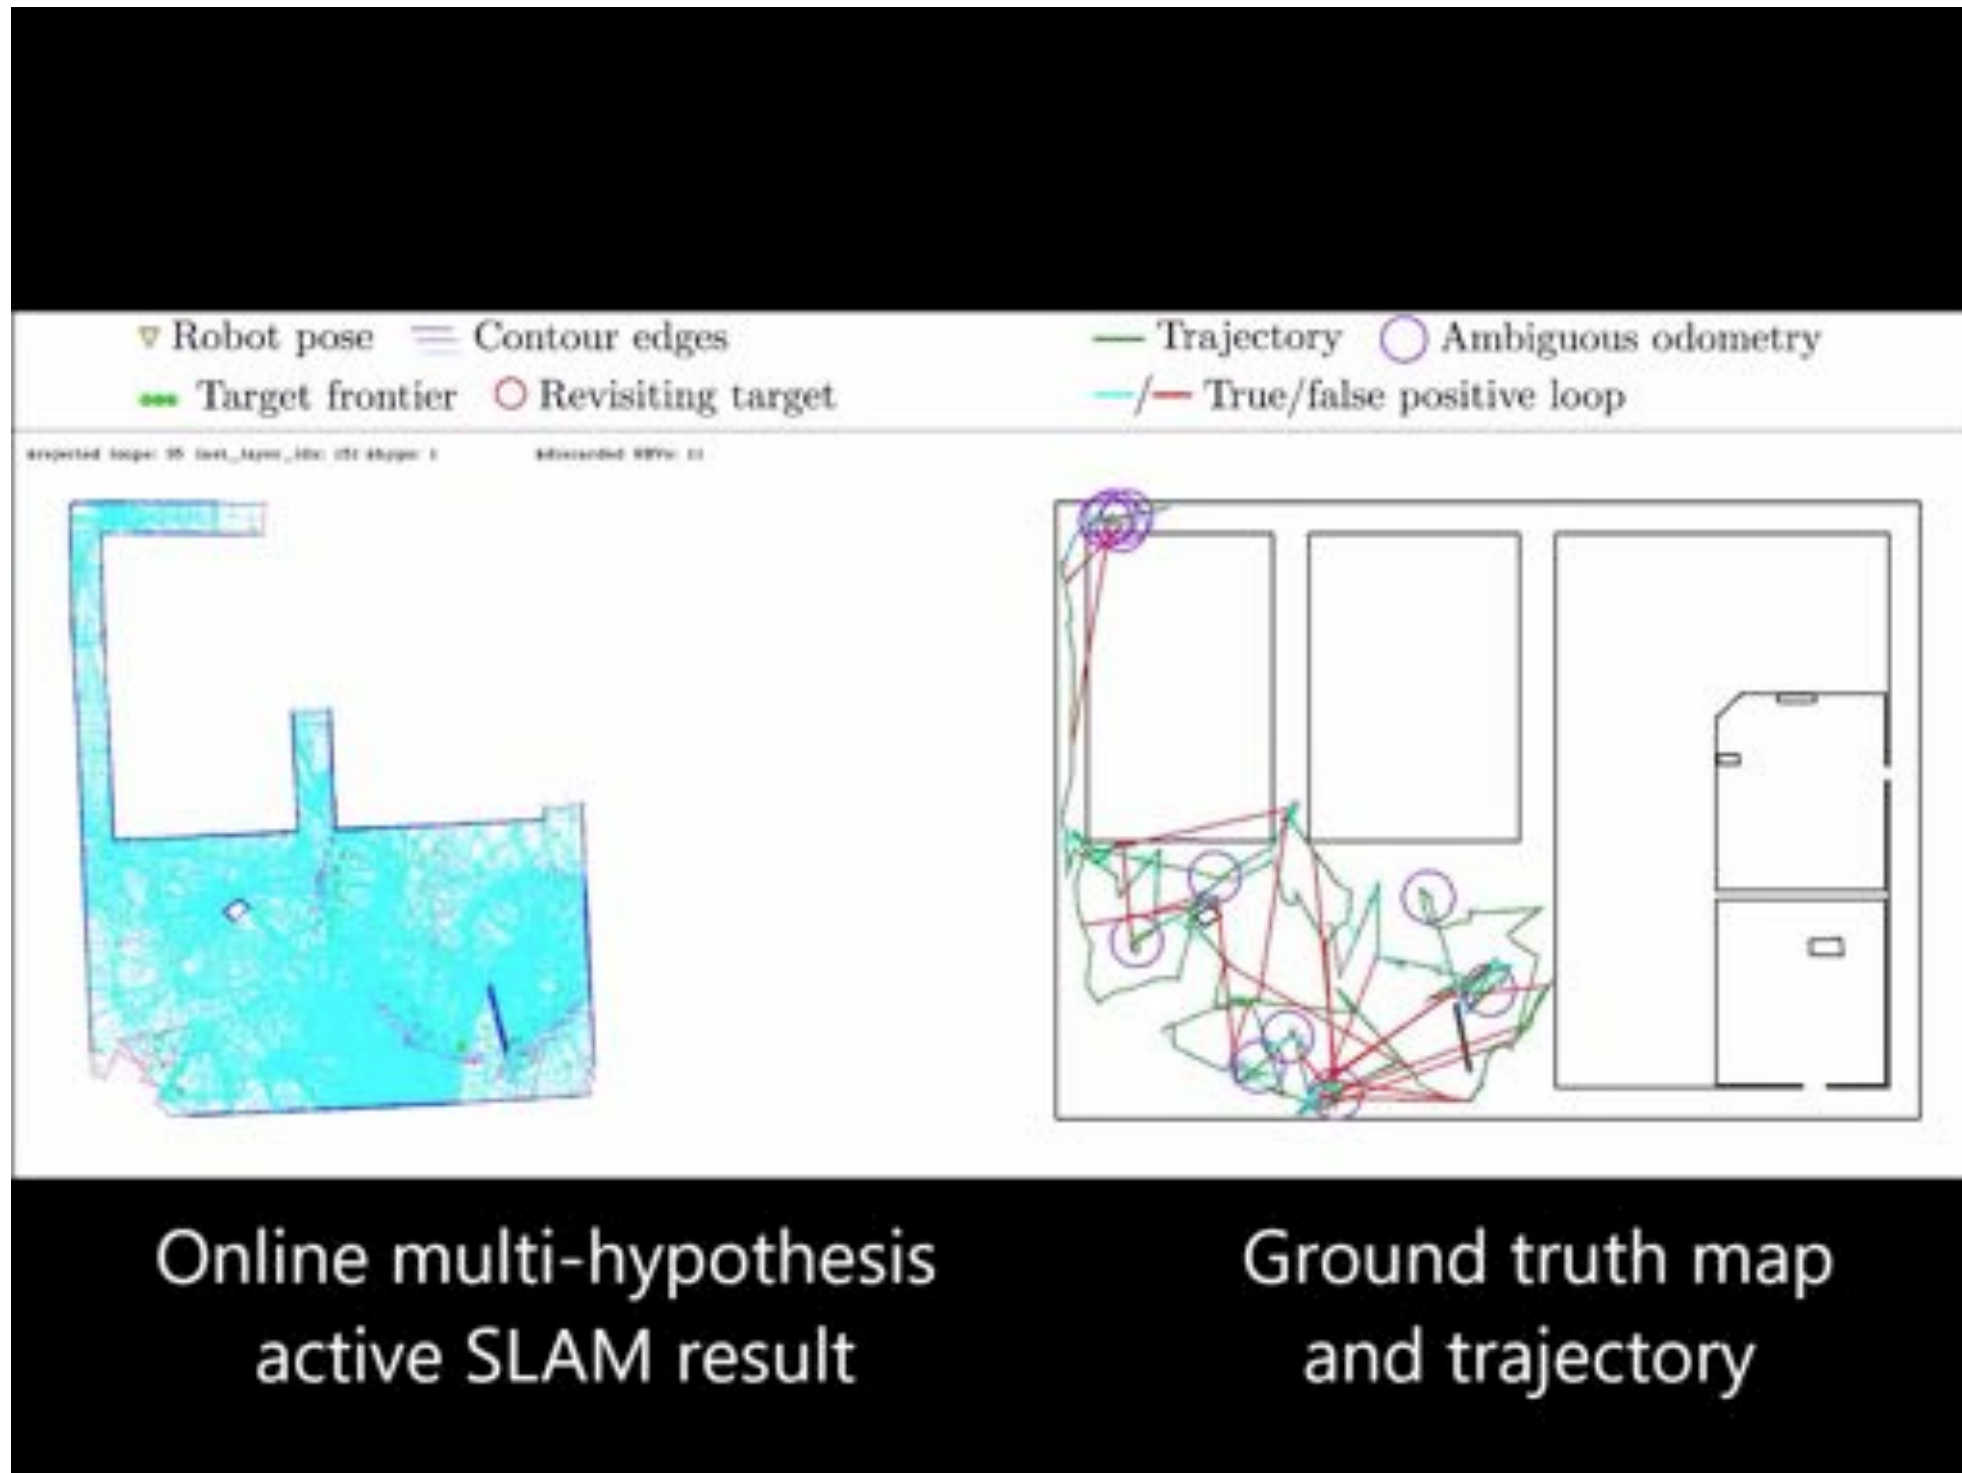 Robot pose Contour edges
Target frontier Revisiting target
Trajectory Ambiguous odometry
True/false positive loop
Online multi-hypothesis
active SLAM result
Ground truth map
and trajectory